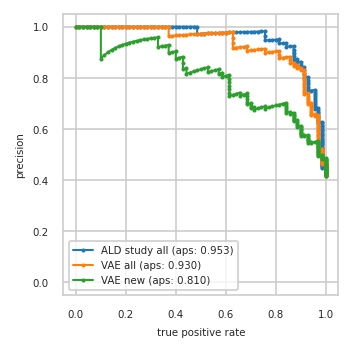 1.0
0.8
0.6
0.4
0.2
0.0
precision
ALD study all (aps: 0.953)
VAE all (aps: 0.930)
VAE new (aps: 0.810)
0.0 0.2 0.4 0.6 0.8 1.0
true positive rate